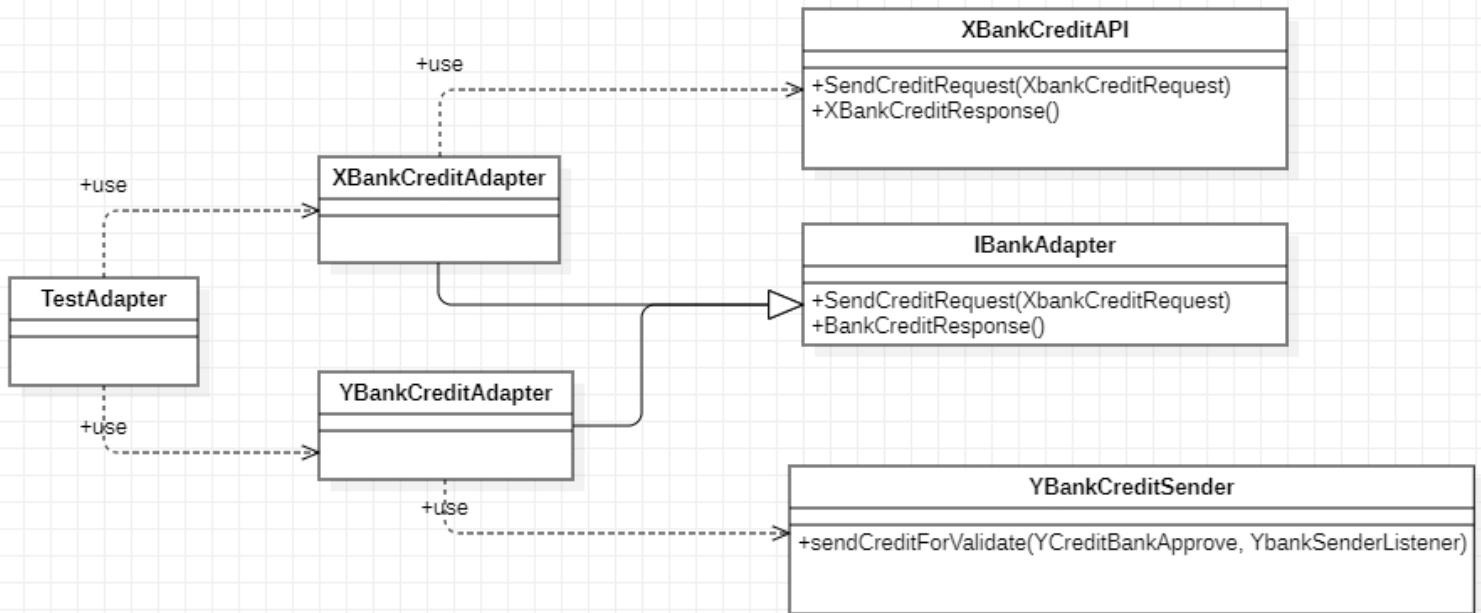 XBankCreditAPI
+use
+SendCreditRequest(XbankCreditRequest)
+XBankCreditResponse()
XBankCreditAdapter
+use
IBankAdapter
+SendCreditRequest(XbankCreditRequest)
+BankCreditResponse()
TestAdapter
YBankCreditAdapter
+use
YBankCreditSender
+use
+sendCreditForValidate(YCreditBankApprove, YbankSenderListener)